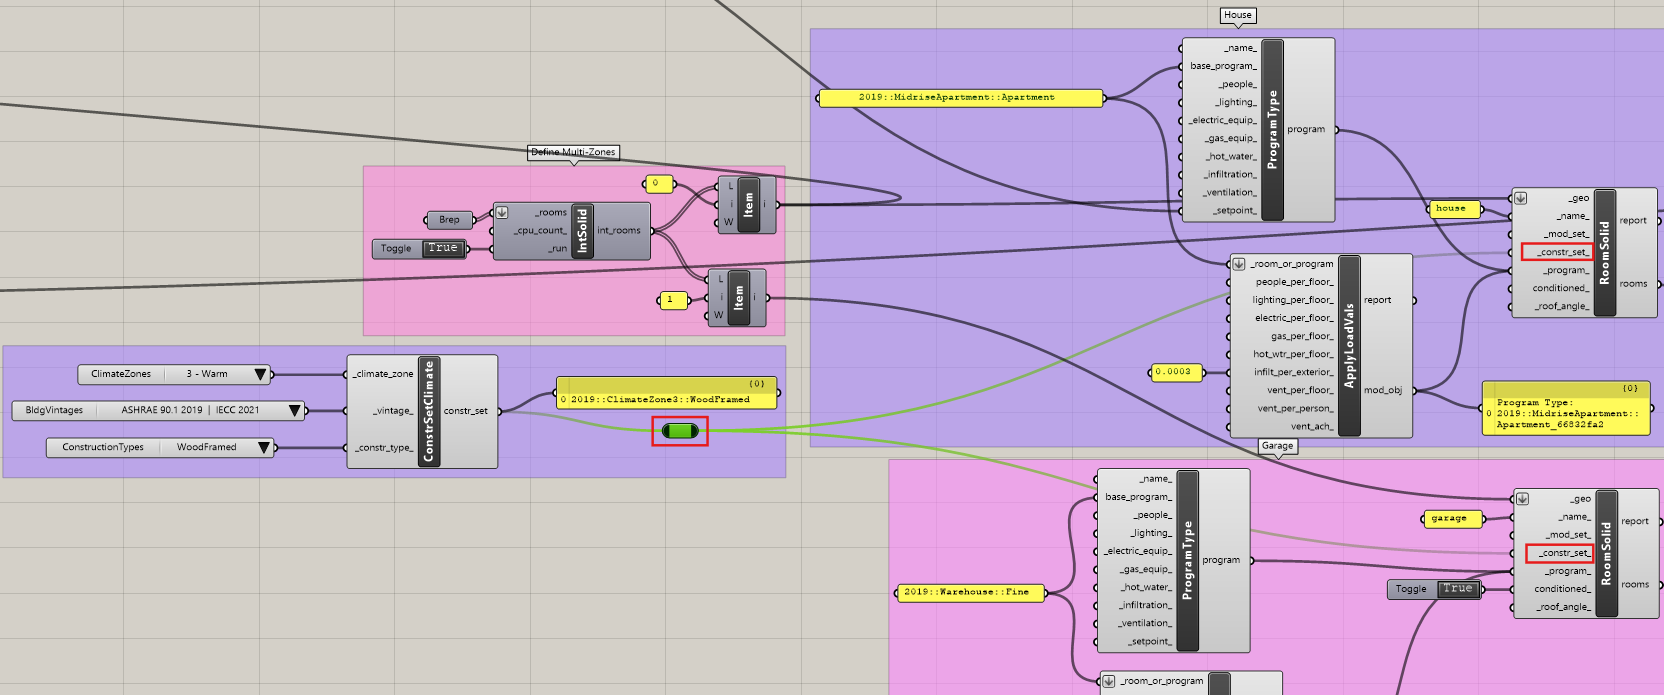 House
_name_
base_program_
_people_
_lighting_
_electric_equip_
_gas_equip_
_hot_water_
_infiltration_
_ventilation_
_setpoint_
ProgramType
program
2019::MidriseApartment::Apartment
Define Multi-Zones
0
L
i
W
Item
i
Brep
Toggle
True
_rooms
_cpu_count_
_run
IntSolid
int_rooms
1
L
i
W
Item
i
house
_geo
_name_
_mod_set_
_constr_set_
_program_
conditioned_
_roof_angle_
RoomSolid
report
rooms
_room_or_program
people_per_floor_
lighting_per_floor_
electric_per_floor_
gas_per_floor_
hot_wtr_per_floor_
infilt_per_exterior_
vent_per_floor_
vent_per_person_
vent_ach_
ApplyLoadVals
report
mod_obj
0.0003
{0}
Program Type:
0 2019::MidriseApartment::
Apartment_66832fa2
ClimateZones
3 - Warm
BldgVintages
ASHRAE 90.1 2019 | IECC 2021
ConstructionTypes
WoodFramed
_climate_zone
_vintage_
_constr_type_
ConstrSetClimate
constr_set
{0}
0 2019::ClimateZone3::WoodFramed
Garage
_name_
base_program_
_people_
_lighting_
_electric_equip_
_gas_equip_
_hot_water_
_infiltration_
_ventilation_
_setpoint_
ProgramType
program
2019::Warehouse::Fine
garage
Toggle
True
_geo
_name_
_mod_set_
_constr_set_
_program_
conditioned_
_roof_angle_
RoomSolid
report
rooms
_room_or_program